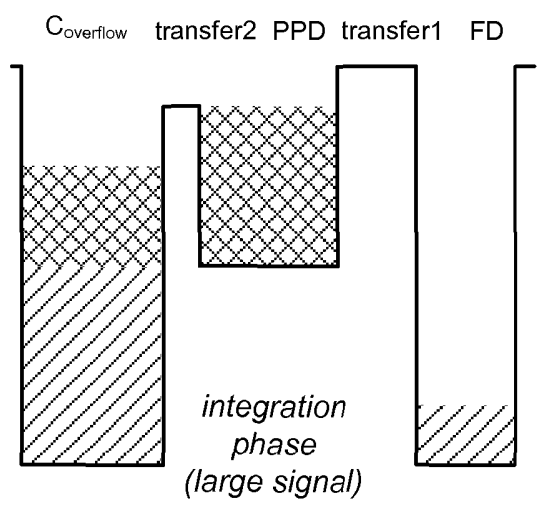 Coverflow transfer2 PPD transfer1 FD
integration
phase
(large signal)